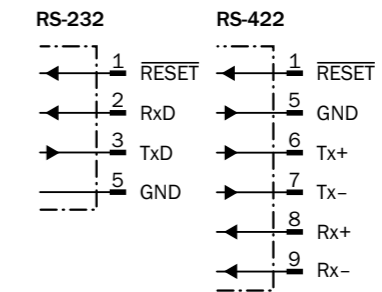 RS-232
1 RESET
2 RxD
3 TxD
5 GND
RS-422
1 RESET
5 GND
6 Tx+
7 Tx–
8 Rx+
9 Rx–